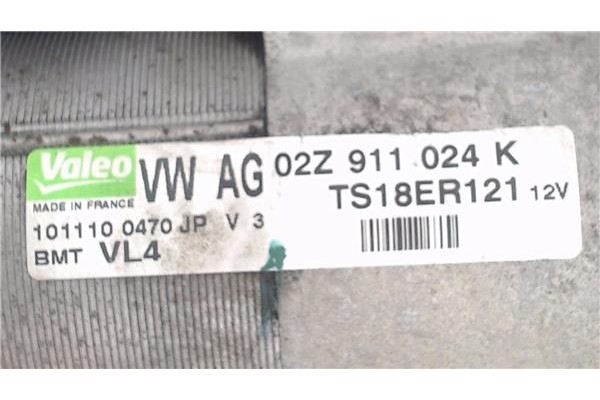 Valeo VW AG 02Z 911 024 K
MADE IN FRANCE TS18ER121 12V
101110 0470 JP V 3
BMT VL4